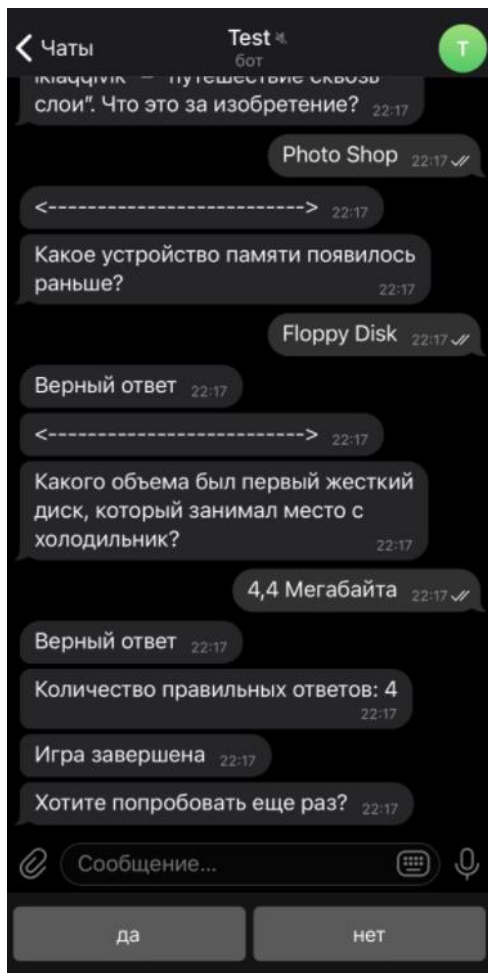 Чаты
Test
бот
T
слои". Что это за изобретение? 22:17
Photo Shop 22:17
<--------------------------> 22:17
Какое устройство памяти появилось
раньше? 22:17
Floppy Disk 22:17
Верный ответ 22:17
<--------------------------> 22:17
Какого объема был первый жесткий
диск, который занимал место с
холодильник? 22:17
4,4 Мегабайта 22:17
Верный ответ 22:17
Количество правильных ответов: 4
22:17
Игра завершена 22:17
Хотите попробовать еще раз? 22:17
Сообщение...
да
нет